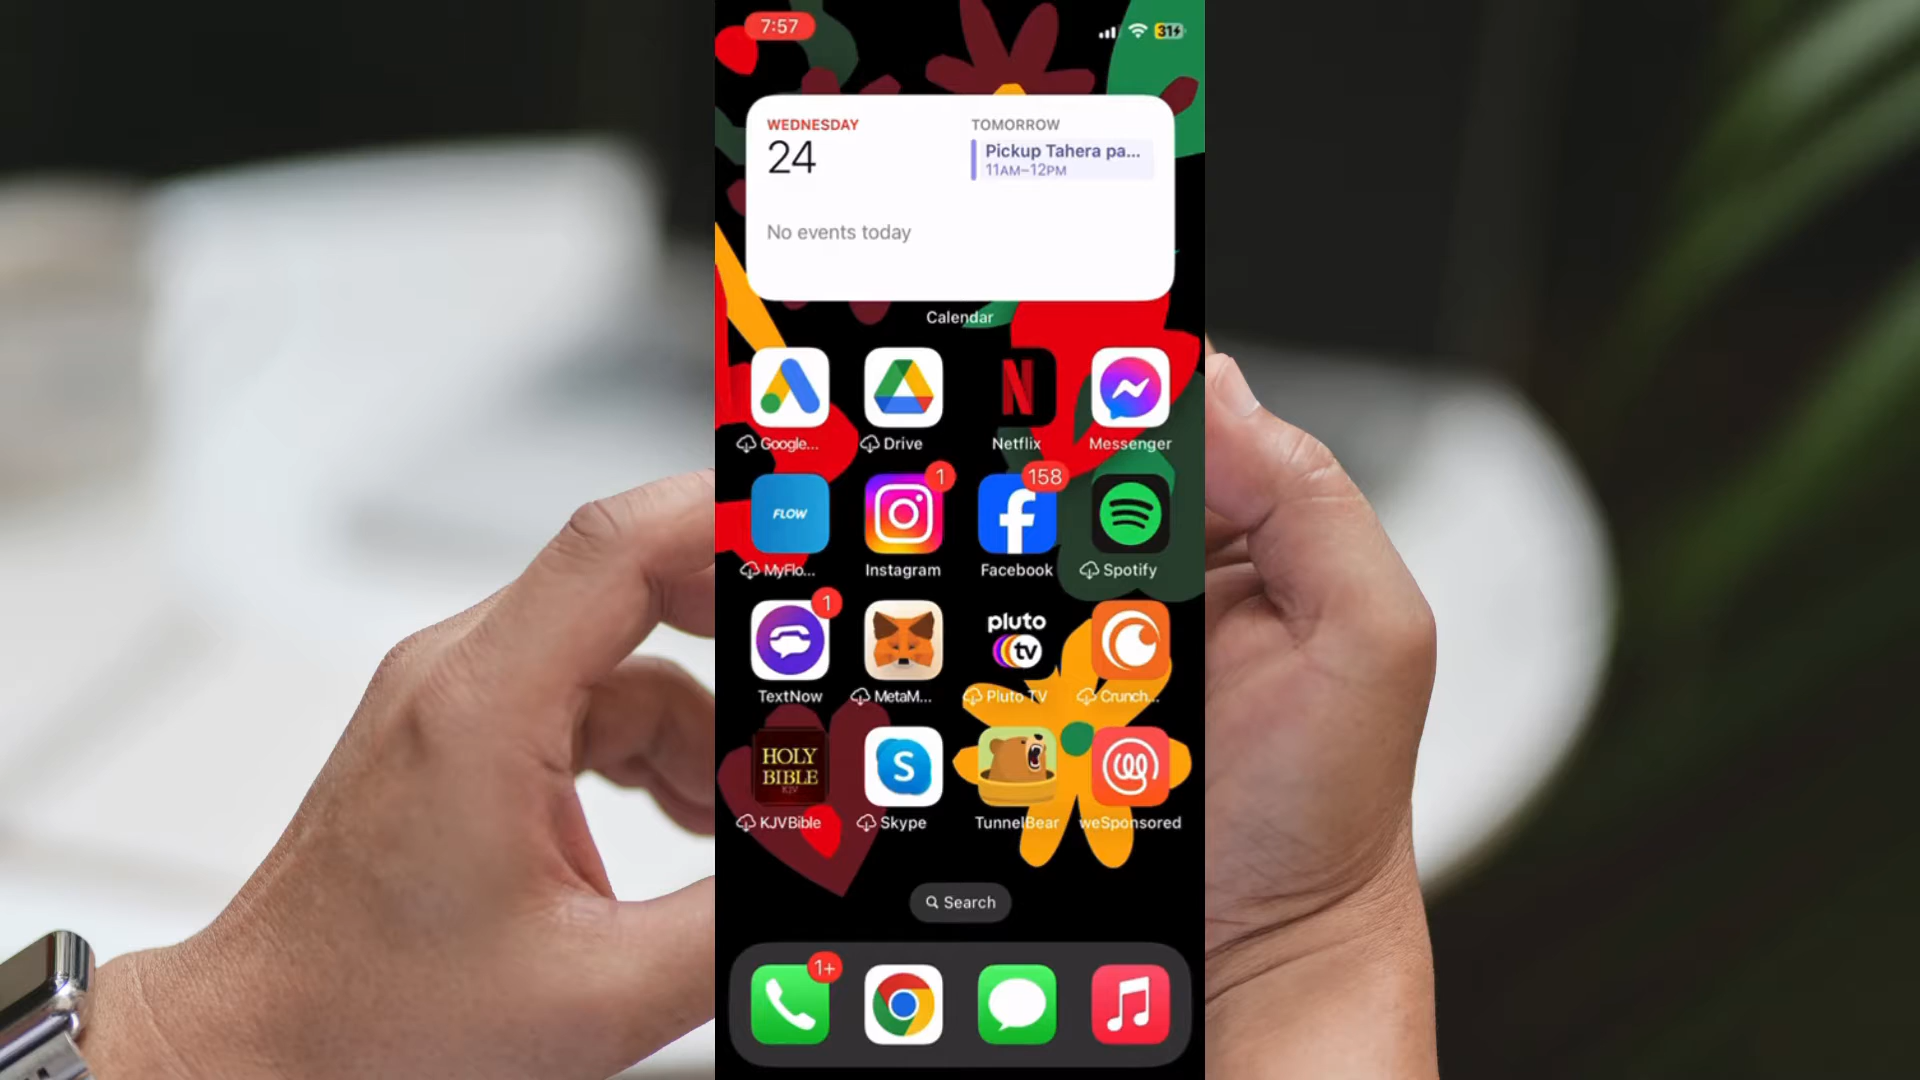 7:57
31
WEDNESDAY
24
No events today
TOMORROW
Pickup Tahera pa...
11AM–12PM
Calendar
Google...
Drive
Netflix
Messenger
FLOW
1
158
MyFlo...
Instagram
Facebook
Spotify
1
pluto
tv
TextNow
MetaM...
Pluto TV
Crunch...
HOLY
BIBLE
KJV
S
KJVBible
Skype
TunnelBear
weSponsored
Search
1+